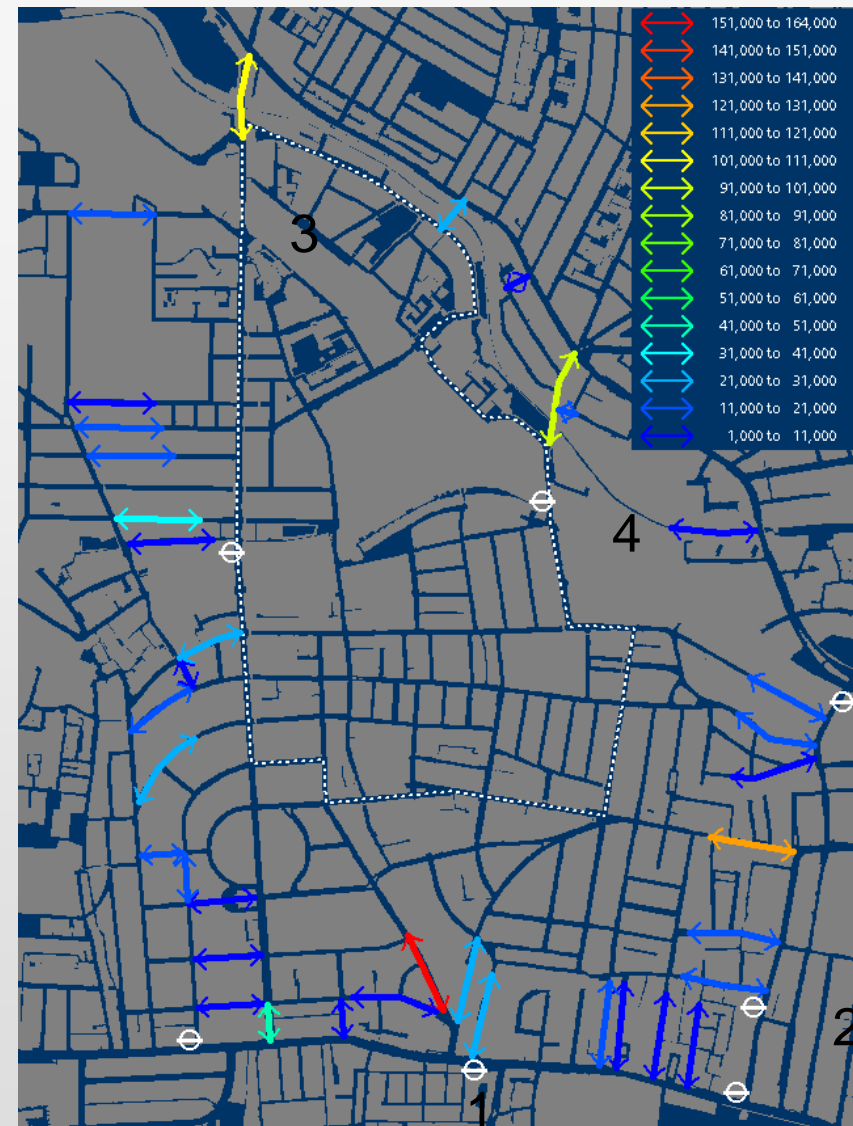 151,000 to 164,000
141,000 to 151,000
131,000 to 141,000
121,000 to 131,000
111,000 to 121,000
101,000 to 111,000
91,000 to 101,000
81,000 to 91,000
71,000 to 81,000
61,000 to 71,000
51,000 to 61,000
41,000 to 51,000
31,000 to 41,000
21,000 to 31,000
11,000 to 21,000
1,000 to 11,000
3
4
2
1